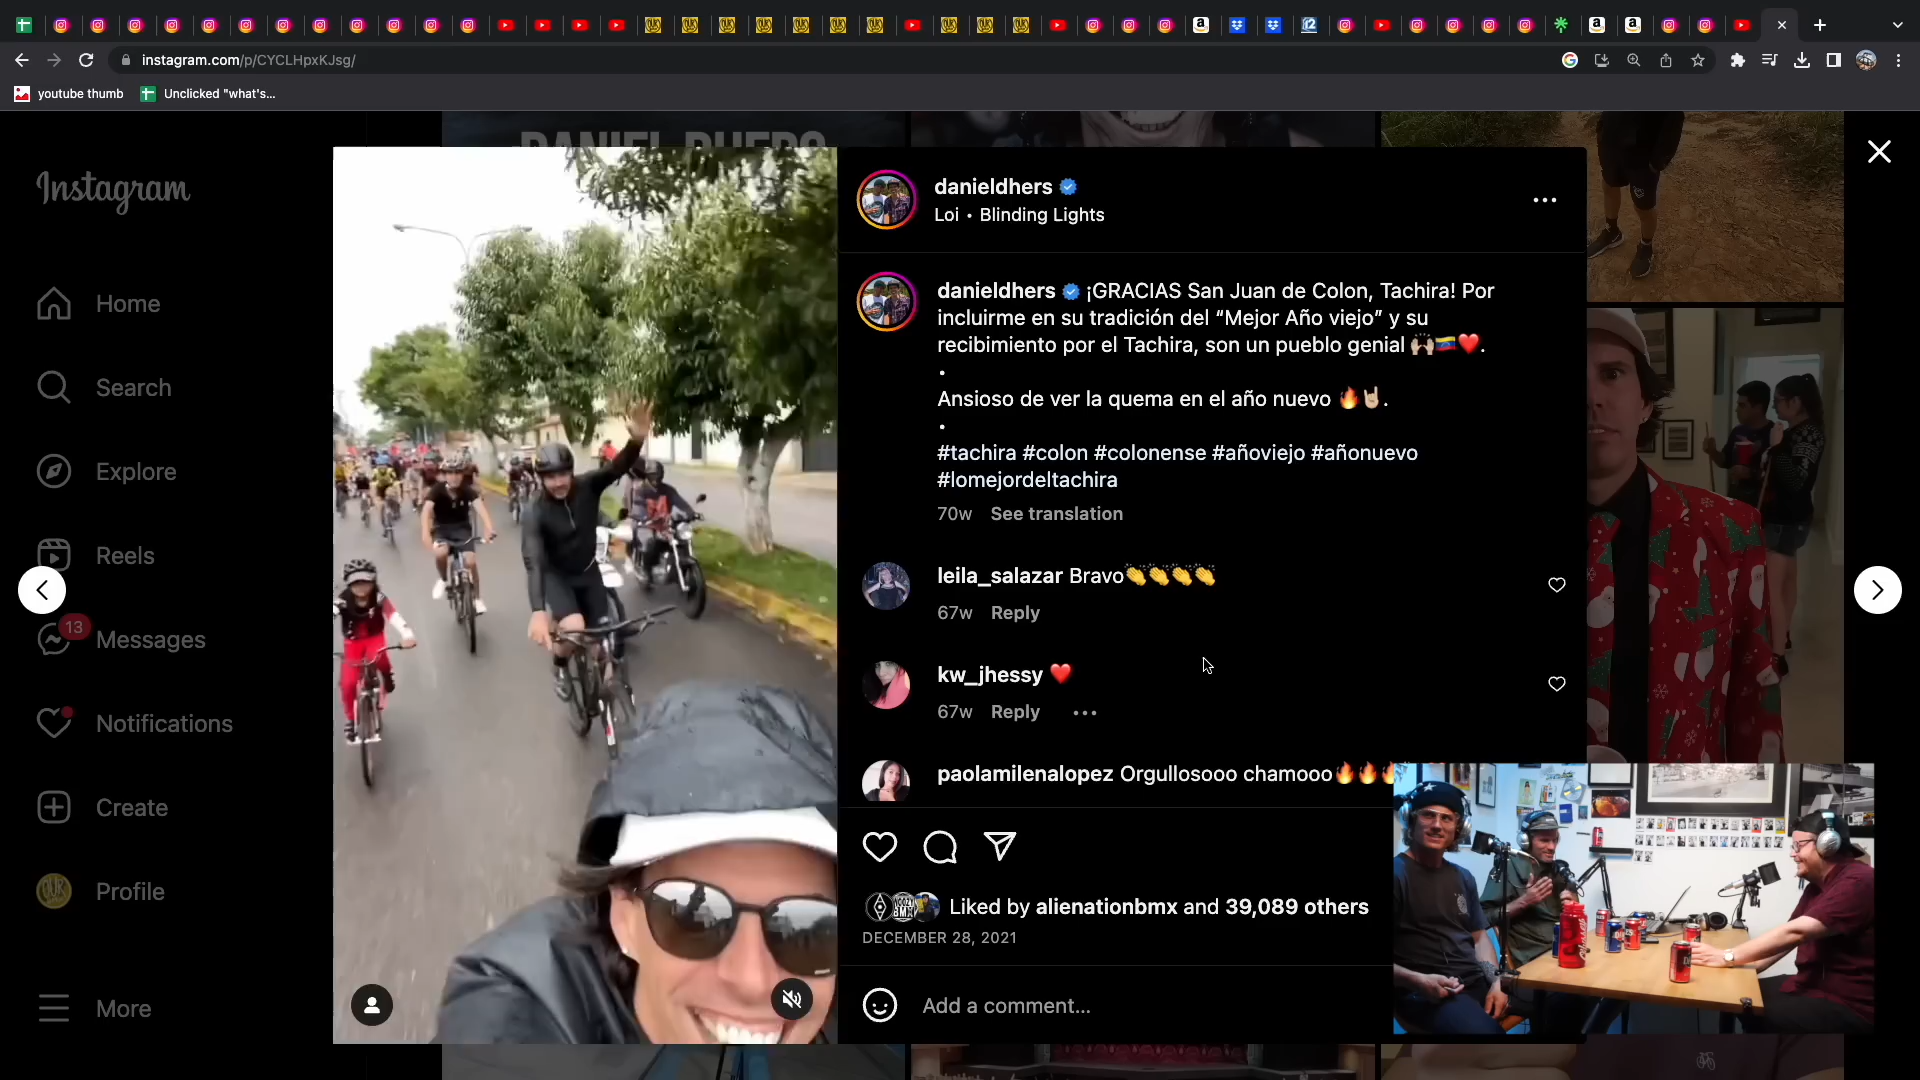 instagram.com/p/CYCLHpxKJsg/
youtube thumb
Unclicked "what's...
Instagram
Home
Search
Explore
Reels
13
Messages
Notifications
Create
Profile
More
danieldhers
Loi • Blinding Lights
danieldhers ¡GRACIAS San Juan de Colon, Tachira! Por
incluirme en su tradición del “Mejor Año viejo” y su
recibimiento por el Tachira, son un pueblo genial 🙌🏼🇻🇪❤️.
•
Ansioso de ver la quema en el año nuevo 🔥🤘🏼.
•
#tachira #colon #colonense #añoviejo #añonuevo
#lomejordeltachira
70w See translation
leila_salazar Bravo👏👏👏👏
67w Reply
kw_jhessy ❤️
67w Reply
paolamilenalopez Orgullosooo chamooo🔥🔥🔥
Liked by alienationbmx and 39,089 others
DECEMBER 28, 2021
Add a comment...